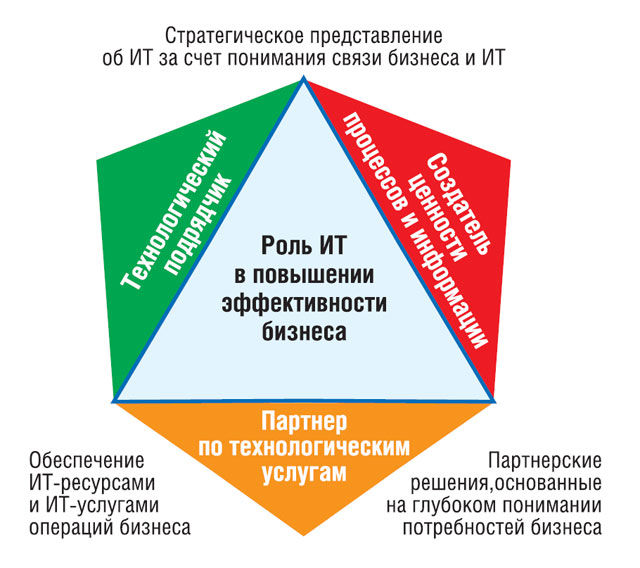 Стратегическое представление
об ИТ за счет понимания связи бизнеса и ИТ
Технологический
подрядчик
Создатель
ценности
процессов и информации
Роль ИТ
в повышении
эффективности
бизнеса
Партнер
по технологическим
услугам
Обеспечение
ИТ-ресурсами
и ИТ-услугами
операций бизнеса
Партнерские
решения,основанные
на глубоком понимании
потребностей бизнеса